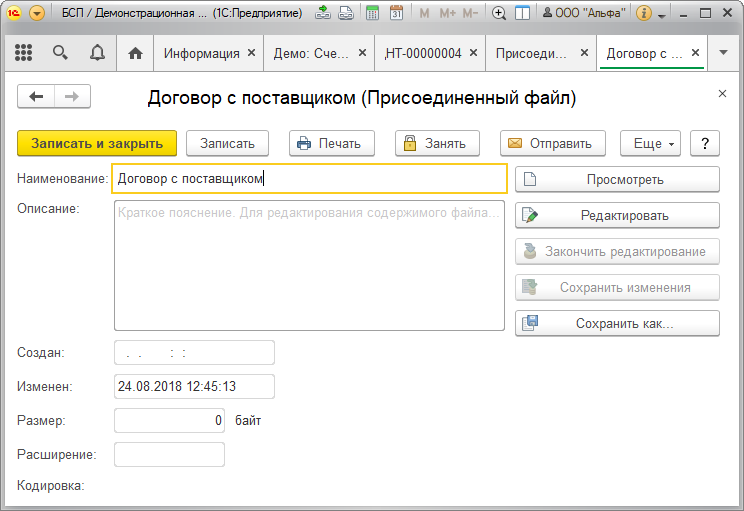 БСП / Демонстрационная ... (1С:Предприятие) M M+ M- ООО "Альфа"
Информация Демо: Сче... ДНТ-00000004 Присоеди... Договор с ...
Договор с поставщиком (Присоединенный файл)
Записать и закрыть Записать Печать Занять Отправить Еще ?
Наименование: Договор с поставщиком Просмотреть
Описание: Краткое пояснение. Для редактирования содержимого файла... Редактировать
Закончить редактирование
Сохранить изменения
Сохранить как...
Создан: . . : :
Изменен: 24.08.2018 12:45:13
Размер: 0 байт
Расширение:
Кодировка: